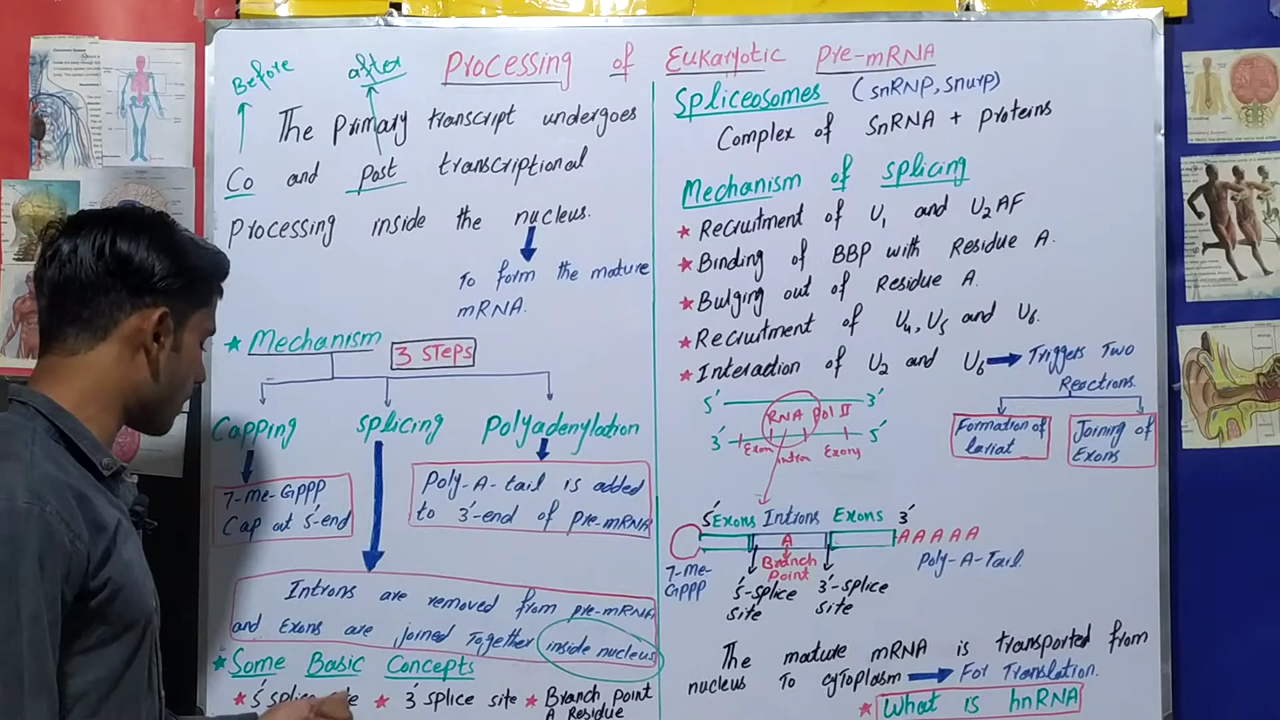 Processing of Eukaryotic Pre-mRNA
Before after
The Primary transcript undergoes
Co and Post transcriptional
Processing inside the nucleus.
To form the mature
mRNA.
★ Mechanism
3 Steps
Capping splicing Polyadenylation
7-Me-GPPP
Cap at 5'-end
Poly-A-tail is added
to 3'-end of Pre-mRNA
Introns are removed from pre-mRNA
and Exons are joined Together inside nucleus
★ Some Basic Concepts
★ 5' splice site ★ 3' splice site ★ Branch Point
A Residue
Spliceosomes (snRNP, snurp)
Complex of SnRNA + Proteins
Mechanism of splicing
★ Recruitment of U1 and U2AF
★ Binding of BBP with Residue A.
★ Bulging out of Residue A.
★ Recruitment of U4, U5 and U6.
★ Interaction of U2 and U6 → Triggers Two
Reactions.
Formation of
lariat
Joining of
Exons
5' 3'
RNA Pol II
3' 5'
Exon intron Exons
5' Exons Introns Exons 3'
A
AAAAA
Branch
Point
7-Me-
GPPP
Poly-A-Tail
5'-splice
site
3'-splice
site
The mature mRNA is transported from
nucleus To cytoplasm → For Translation.
★ What is hnRNA